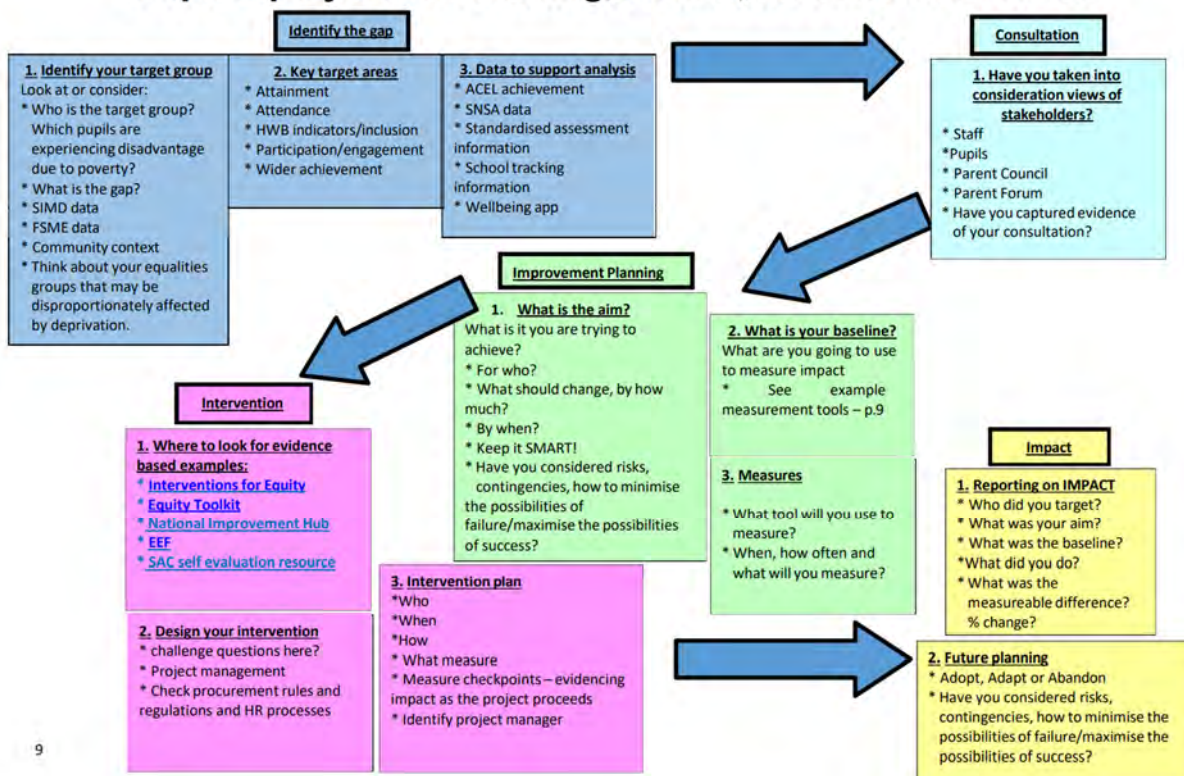 Identify the gap
1. Identify your target group
Look at or consider:
* Who is the target group?
Which pupils are
experiencing disadvantage
due to poverty?
* What is the gap?
* SIMD data
* FSME data
* Community context
* Think about your equalities
groups that may be
disproportionately affected
by deprivation.
2. Key target areas
* Attainment
* Attendance
* HWB indicators/inclusion
* Participation/engagement
* Wider achievement
3. Data to support analysis
* ACEL achievement
* SNSA data
* Standardised assessment
information
* School tracking
information
* Wellbeing app
Consultation
1. Have you taken into
consideration views of
stakeholders?
* Staff
*Pupils
* Parent Council
* Parent Forum
* Have you captured evidence
of your consultation?
Improvement Planning
1. What is the aim?
What is it you are trying to
achieve?
* For who?
* What should change, by how
much?
* By when?
* Keep it SMART!
* Have you considered risks,
contingencies, how to minimise
the possibilities of
failure/maximise the possibilities
of success?
2. What is your baseline?
What are you going to use
to measure impact
* See example
measurement tools – p.9
3. Measures
* What tool will you use to
measure?
* When, how often and
what will you measure?
Intervention
1. Where to look for evidence
based examples:
* Interventions for Equity
* Equity Toolkit
* National Improvement Hub
* EEF
* SAC self evaluation resource
2. Design your intervention
* challenge questions here?
* Project management
* Check procurement rules and
regulations and HR processes
3. Intervention plan
*Who
*When
*How
* What measure
* Measure checkpoints – evidencing
impact as the project proceeds
* Identify project manager
Impact
1. Reporting on IMPACT
* Who did you target?
* What was your aim?
* What was the baseline?
*What did you do?
* What was the
measureable difference?
% change?
2. Future planning
* Adopt, Adapt or Abandon
* Have you considered risks,
contingencies, how to minimise the
possibilities of failure/maximise the
possibilities of success?
9